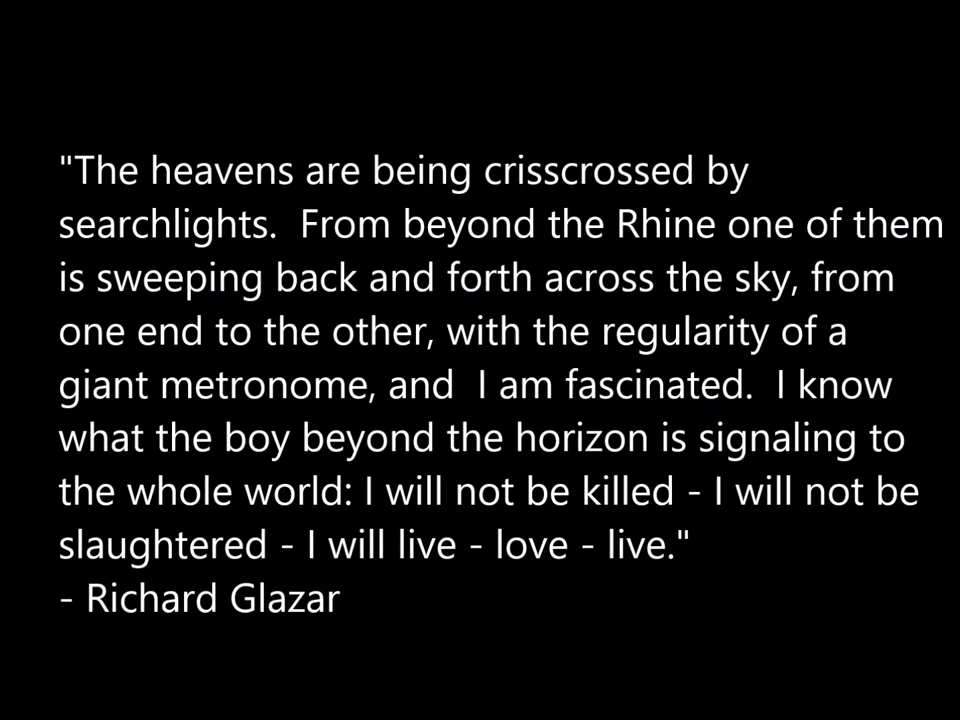 "The heavens are being crisscrossed by
searchlights.  From beyond the Rhine one of them
is sweeping back and forth across the sky, from
one end to the other, with the regularity of a
giant metronome, and  I am fascinated.  I know
what the boy beyond the horizon is signaling to
the whole world: I will not be killed - I will not be
slaughtered - I will live - love - live."
- Richard Glazar